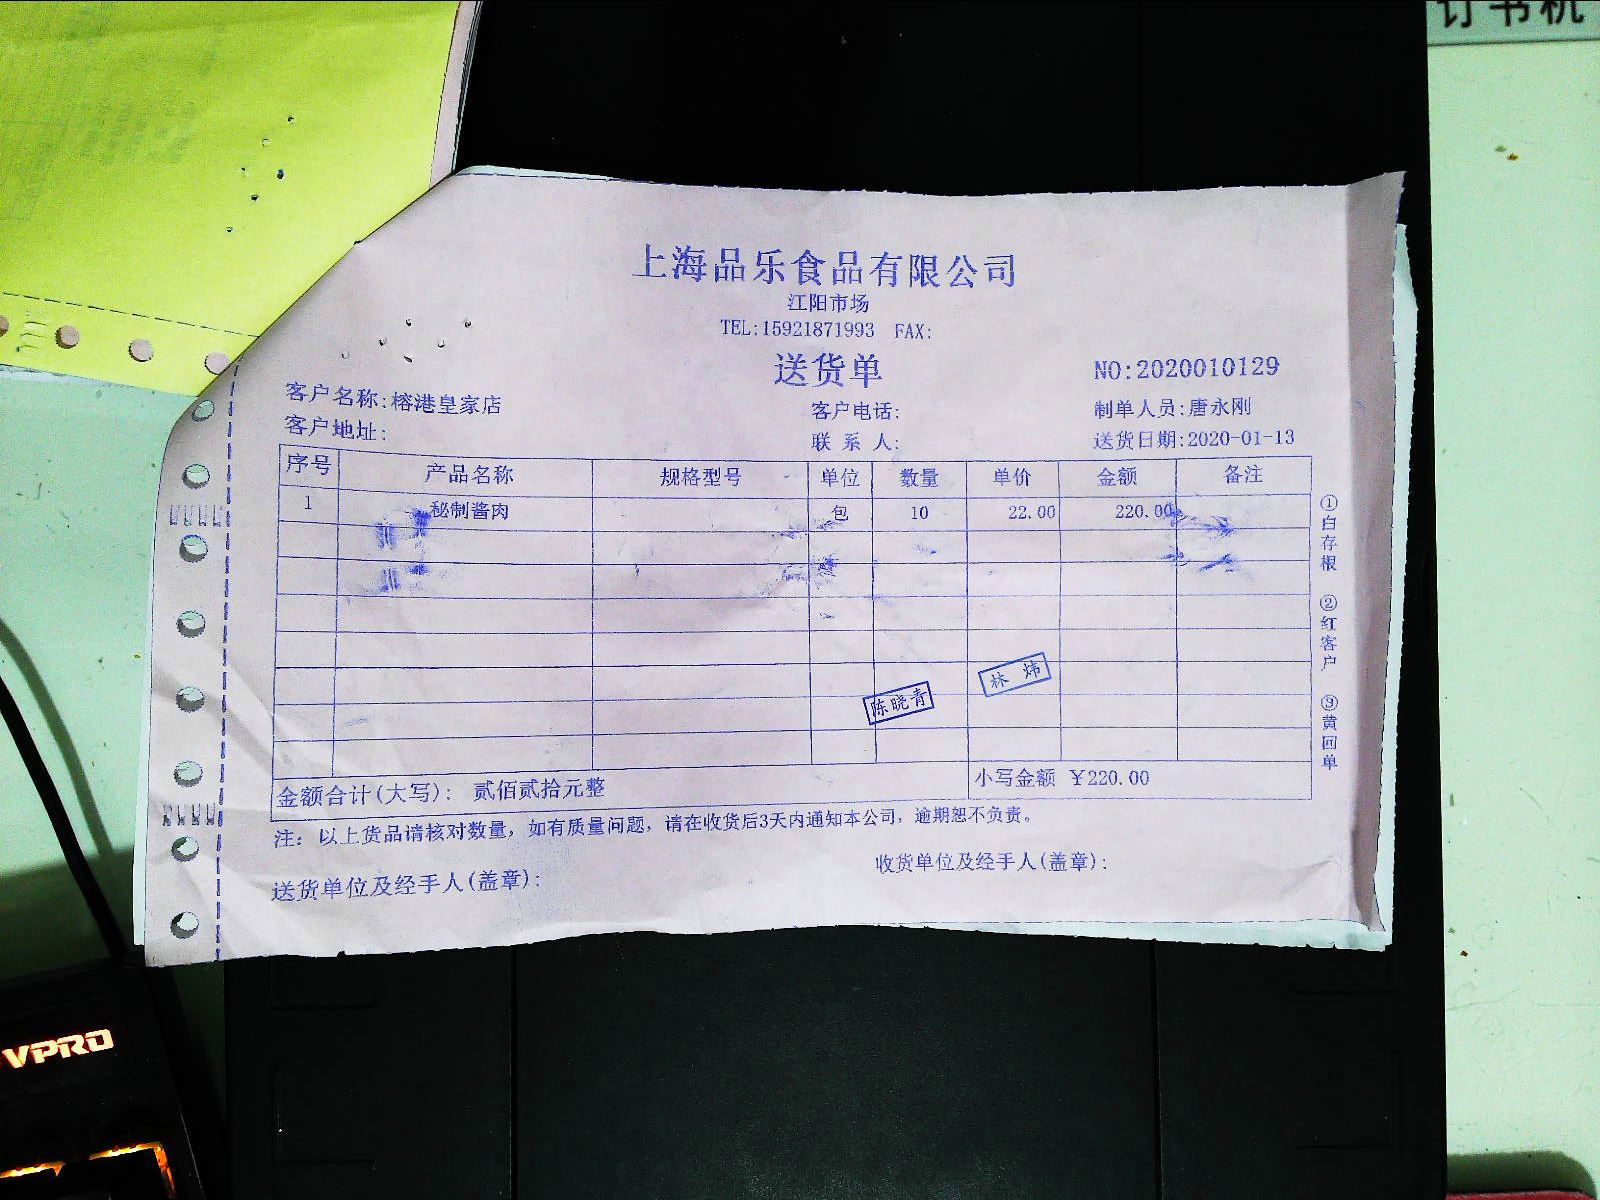 订书机
上海品乐食品有限公司
江阳市场
TEL:15921871993 FAX:
送货单
NO:2020010129
客户名称:榕港皇家店 客户电话: 制单人员:唐永刚
客户地址: 联 系 人: 送货日期:2020-01-13
序号 产品名称 规格型号 单位 数量 单价 金额 备注
1 秘制酱肉 包 10 22.00 220.00
林 炜
陈晓青
金额合计(大写): 贰佰贰拾元整 小写金额 ¥220.00
注: 以上货品请核对数量, 如有质量问题, 请在收货后3天内通知本公司, 逾期恕不负责。
送货单位及经手人(盖章): 收货单位及经手人(盖章):
①白存根 ②红客户 ③黄回单
VPRO